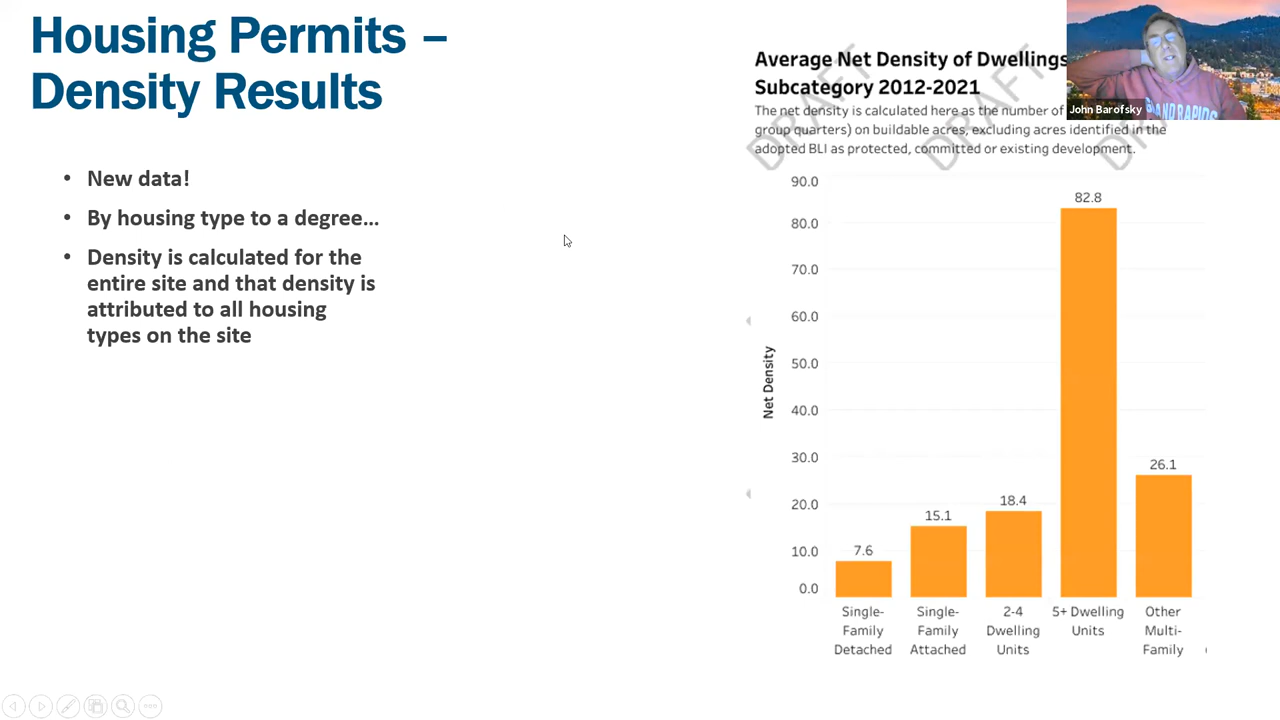 Housing Permits –
Density Results
• New data!
• By housing type to a degree...
• Density is calculated for the
entire site and that density is
attributed to all housing
types on the site
Average Net Density of Dwellings
Subcategory 2012-2021
The net density is calculated here as the number of
group quarters) on buildable acres, excluding acres identified in the
adopted BLI as protected, committed or existing development.
DRAFT DRAFT DRAFT
John Barofsky
GRAND RAPIDS
Net Density
90.0
80.0
70.0
60.0
50.0
40.0
30.0
20.0
10.0
0.0
7.6
15.1
18.4
82.8
26.1
Single-
Family
Detached
Single-
Family
Attached
2-4
Dwelling
Units
5+ Dwelling
Units
Other
Multi-
Family